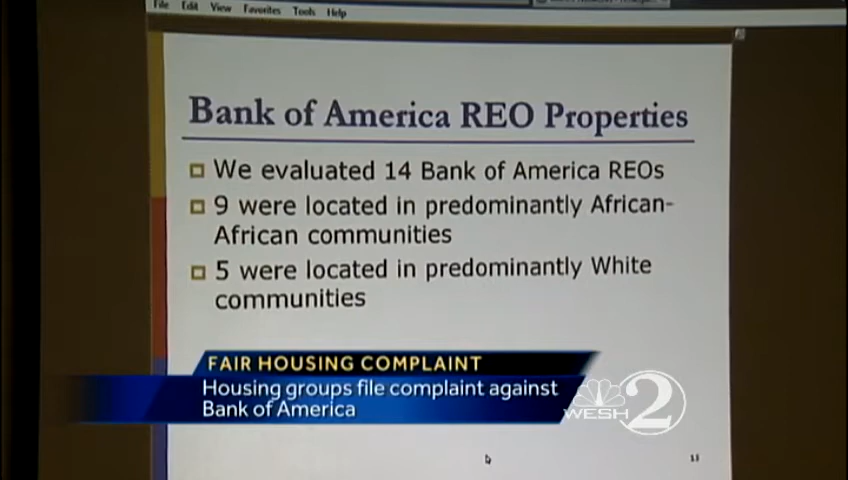 File Edit View Favorites Tools Help
Bank of America REO Properties
We evaluated 14 Bank of America REOs
9 were located in predominantly African-
African communities
5 were located in predominantly White
communities
FAIR HOUSING COMPLAINT
Housing groups file complaint against
Bank of America
WESH 2
13